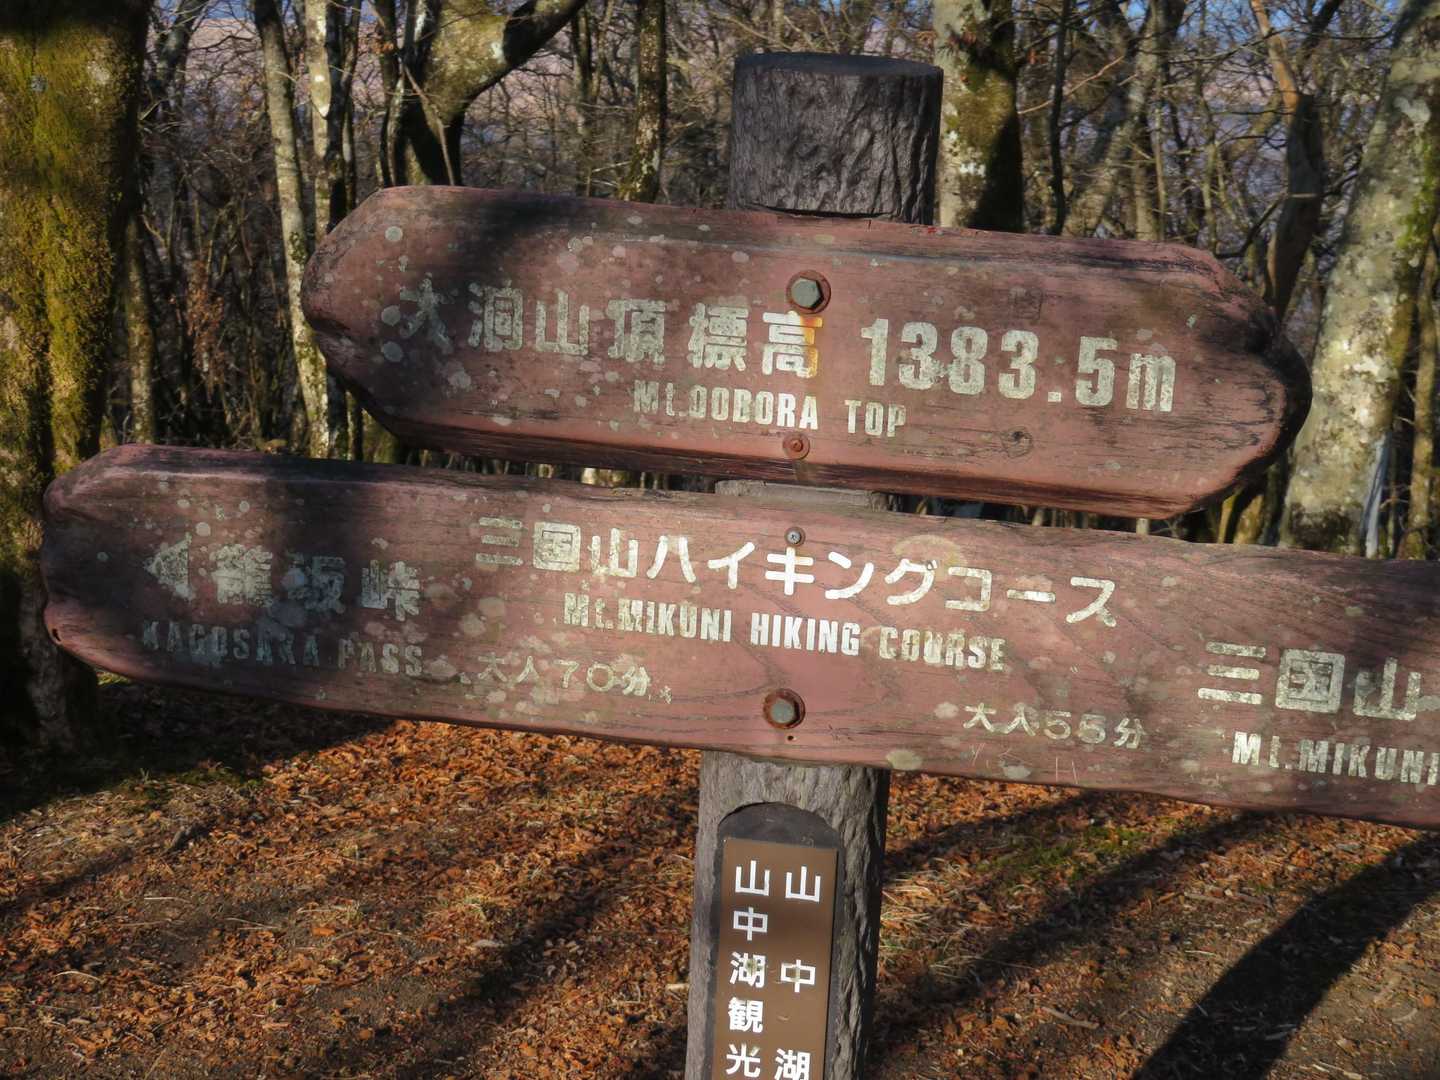 大洞山頂 標高 1383.5m
Mt.OOBORA TOP
籠坂峠
KAGOSAKA PASS
大人70分
三国山ハイキングコース
Mt.MIKUNI HIKING COURSE
大人55分
三国山
Mt.MIKUNI
山中湖
山中湖観光